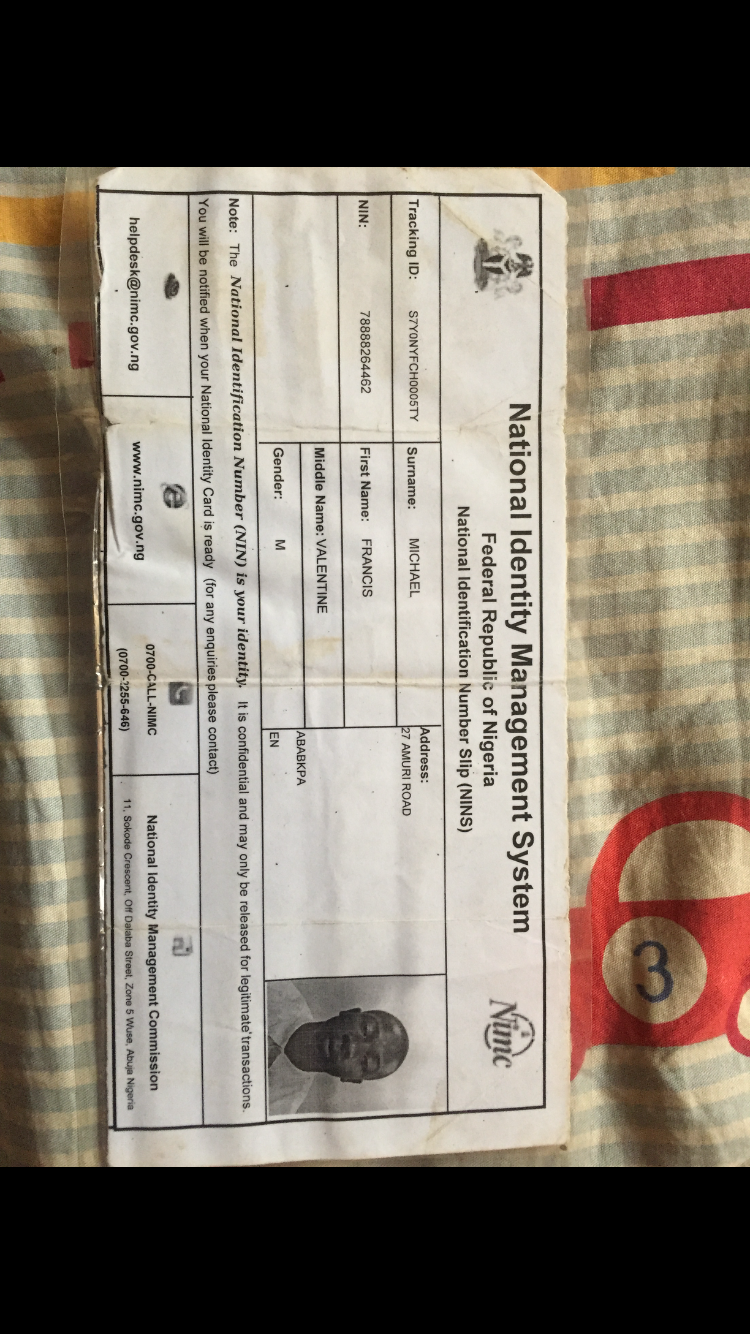 National Identity Management System
Federal Republic of Nigeria
National Identification Number Slip (NINS)
Nimc
Tracking ID: S7Y0NYFCH0005TY
Surname: MICHAEL
Address:
27 AMURI ROAD
NIN: 78888264462
First Name: FRANCIS
Middle Name: VALENTINE
ABABKPA
Gender: M
EN
Note: The National Identification Number (NIN) is your identity. It is confidential and may only be released for legitimate transactions.
You will be notified when your National Identity Card is ready (for any enquiries please contact)
helpdesk@nimc.gov.ng
www.nimc.gov.ng
0700-CALL-NIMC
(0700-2255-646)
National Identity Management Commission
11, Sokode Crescent, Off Dalaba Street, Zone 5 Wuse, Abuja Nigeria
3